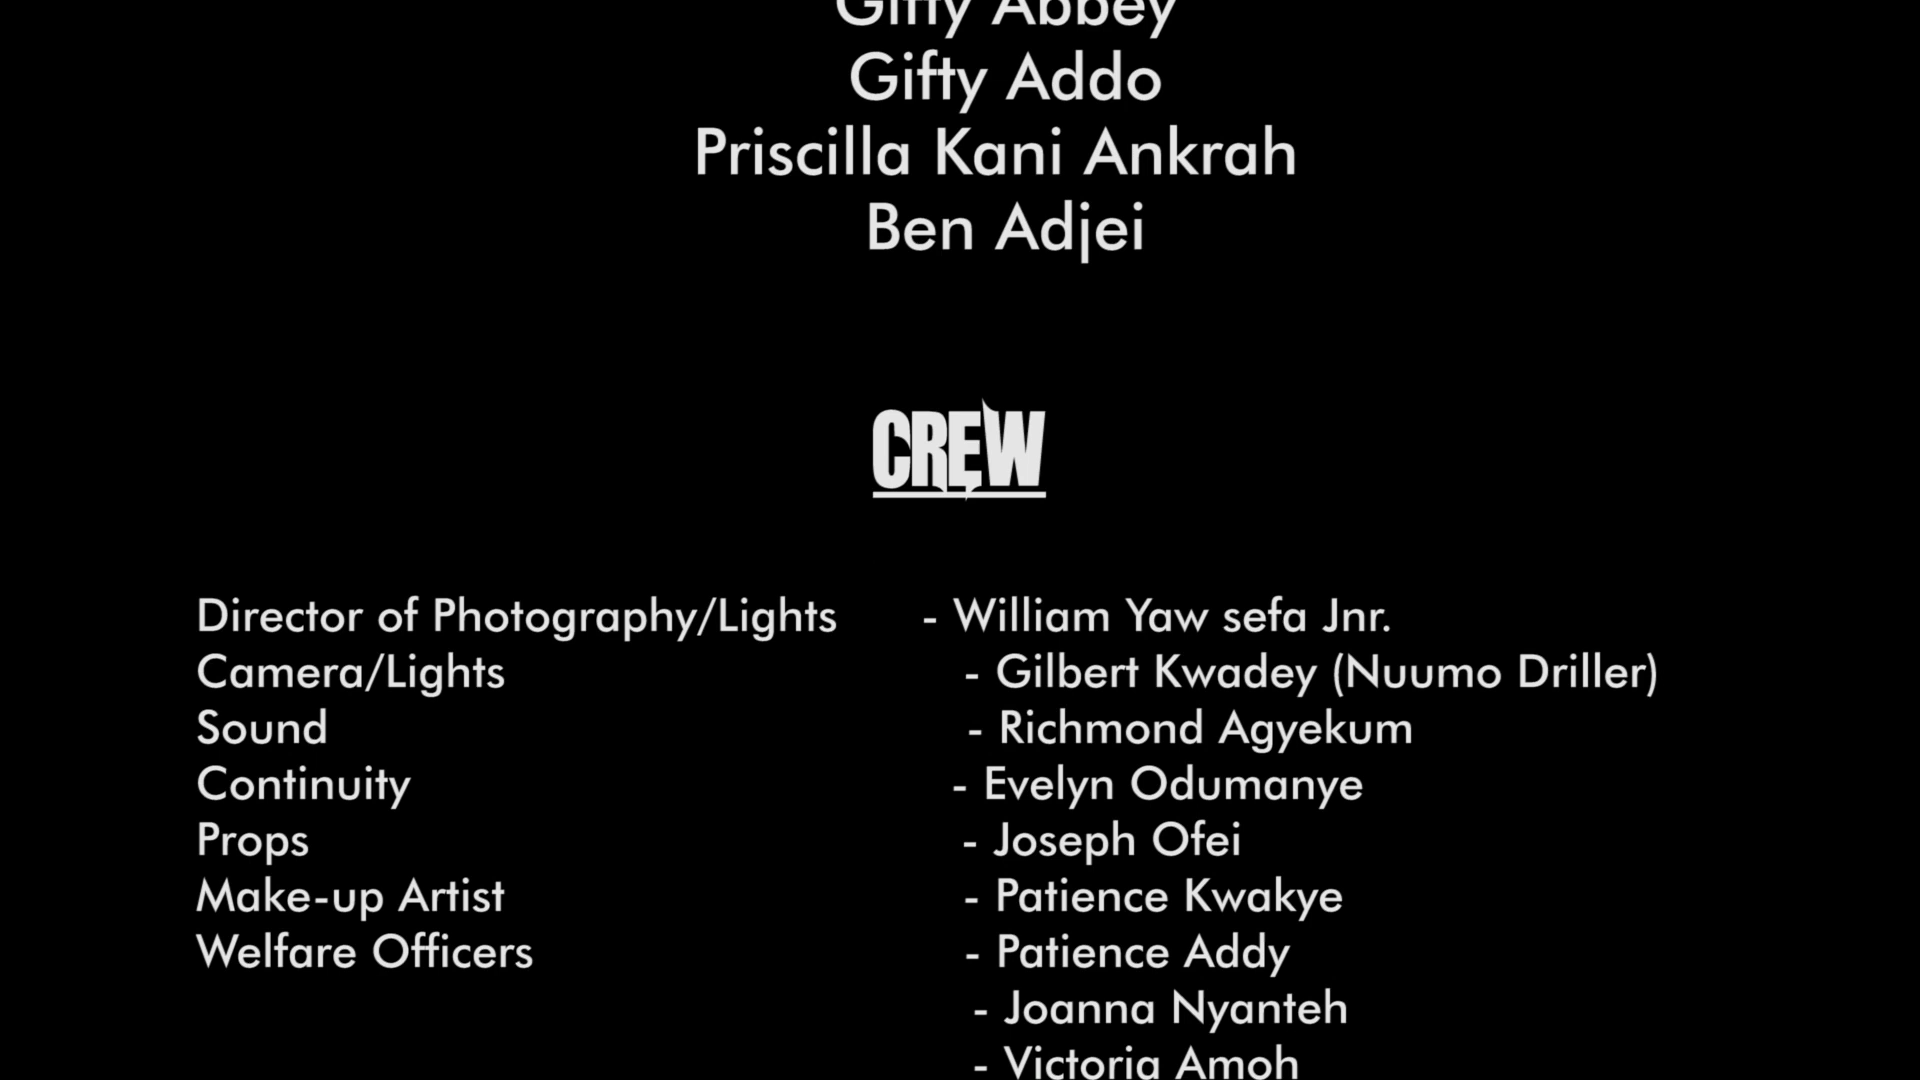 Gifty Abbey
Gifty Addo
Priscilla Kani Ankrah
Ben Adjei
CREW
Director of Photography/Lights - William Yaw sefa Jnr.
Camera/Lights - Gilbert Kwadey (Nuumo Driller)
Sound - Richmond Agyekum
Continuity - Evelyn Odumanye
Props - Joseph Ofei
Make-up Artist - Patience Kwakye
Welfare Officers - Patience Addy
- Joanna Nyanteh
- Victoria Amoh